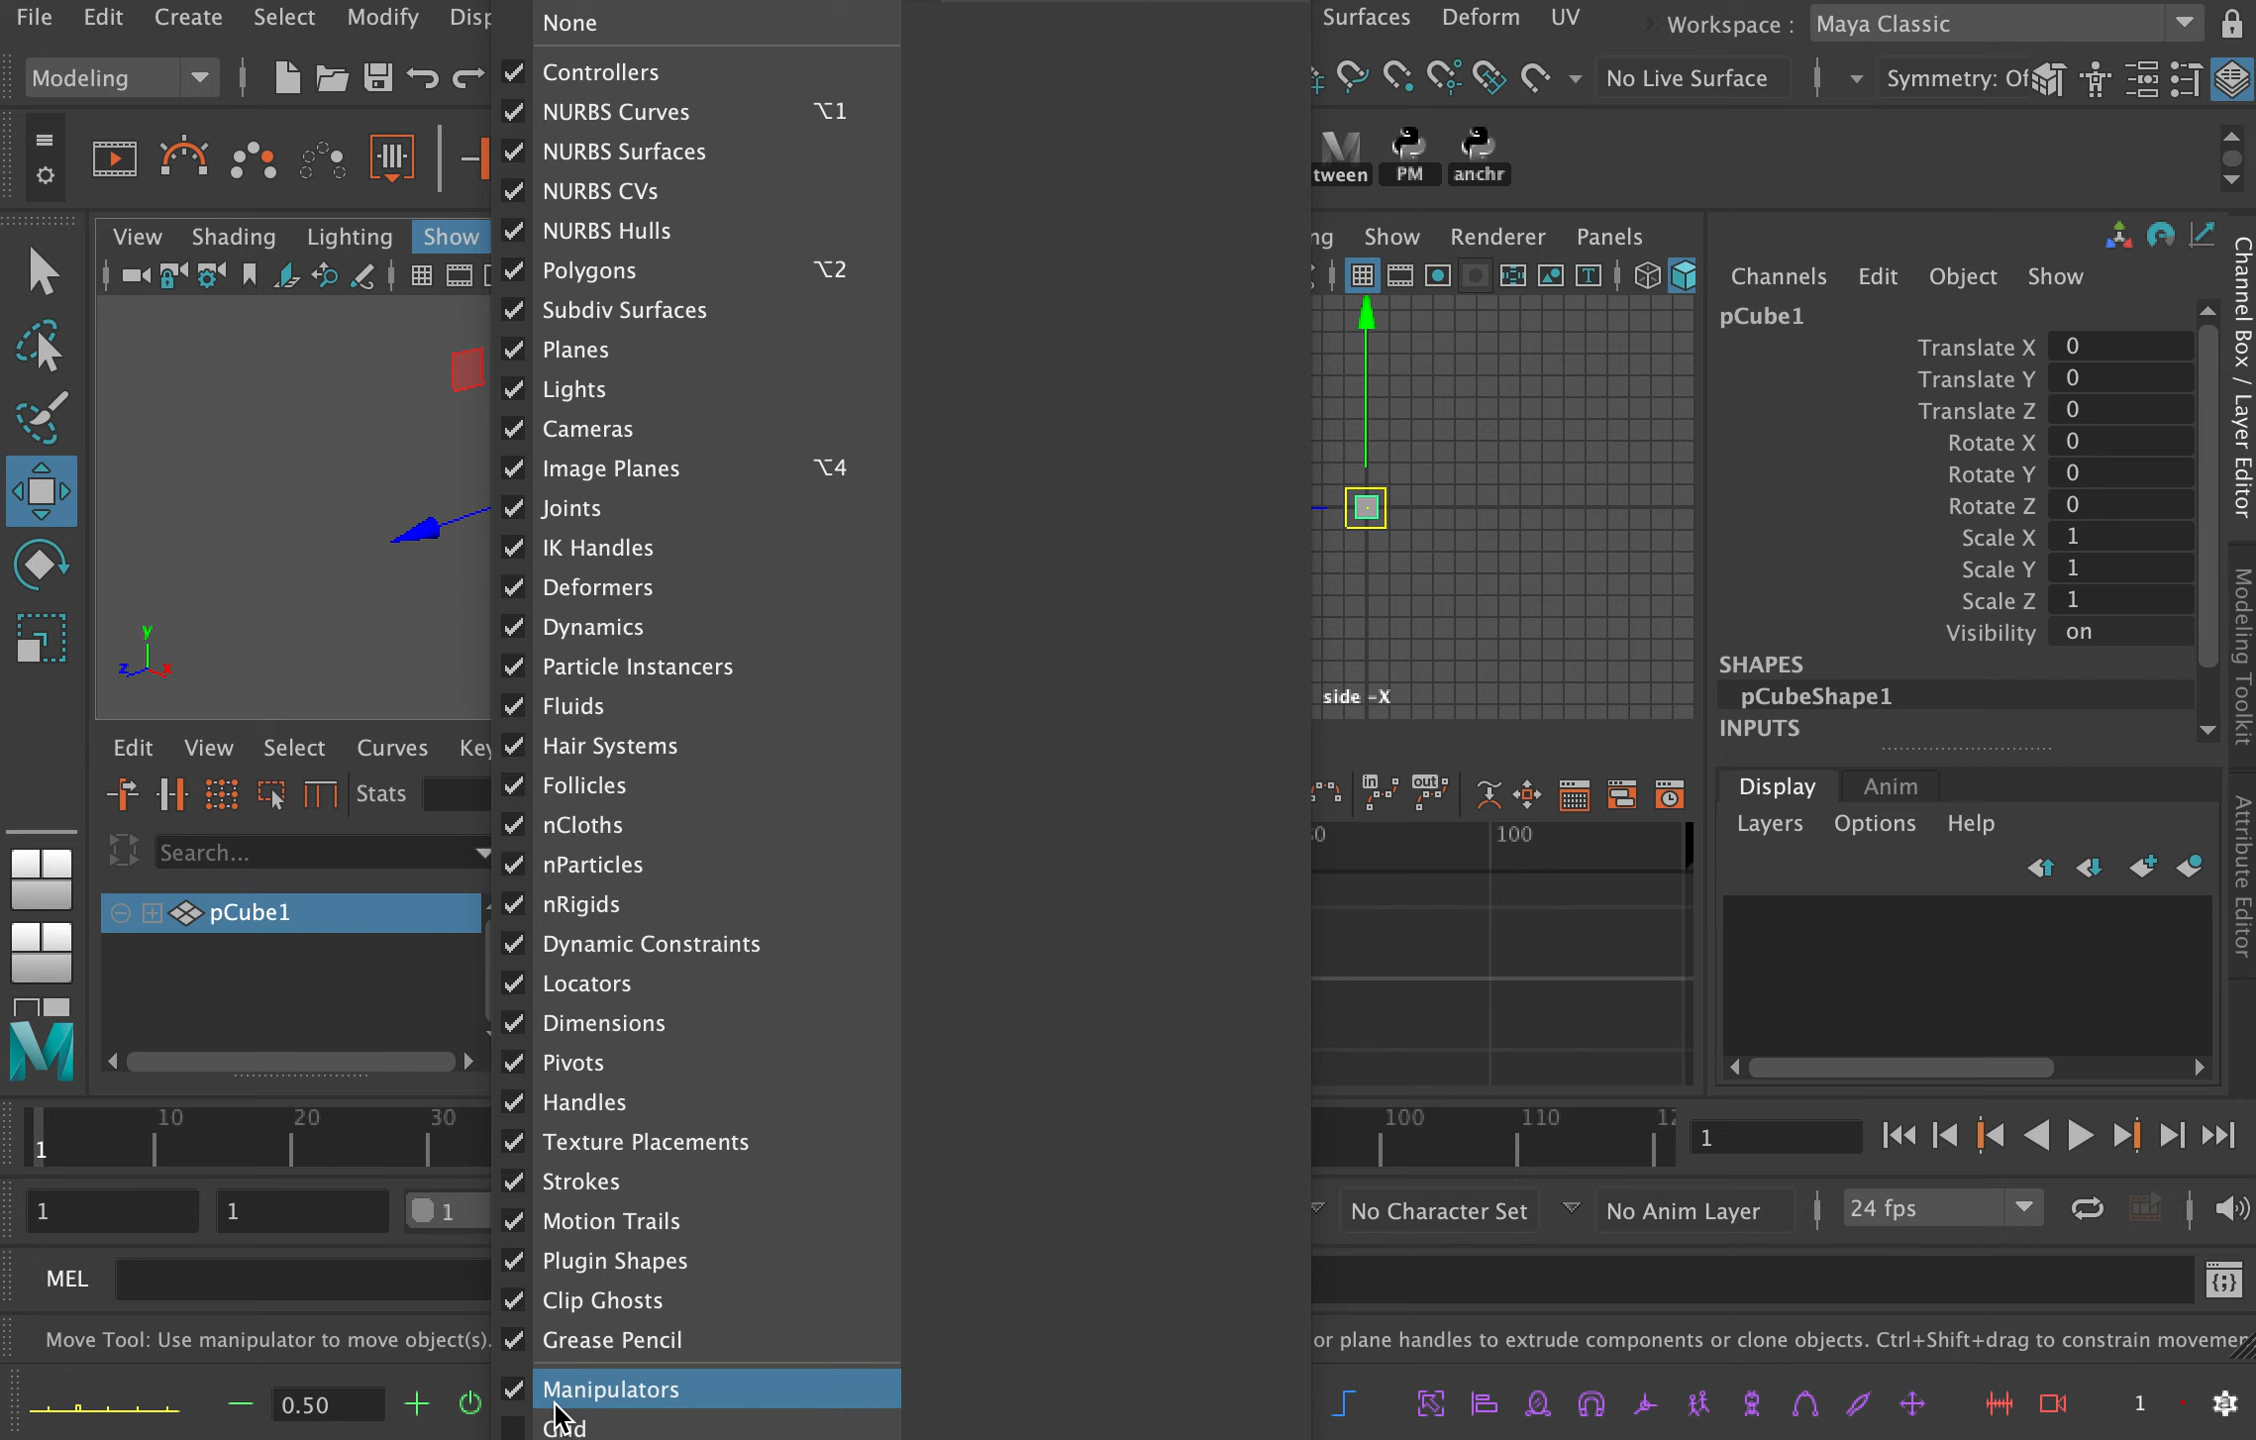 File Edit Create Select Modify Disp
Surfaces Deform UV
Workspace : Maya Classic
Modeling
No Live Surface
Symmetry: Of
tween PM anchr
View Shading Lighting Show
None
Controllers
NURBS Curves ⌥1
NURBS Surfaces
NURBS CVs
NURBS Hulls
Polygons ⌥2
Subdiv Surfaces
Planes
Lights
Cameras
Image Planes ⌥4
Joints
IK Handles
Deformers
Dynamics
Particle Instancers
Fluids
Hair Systems
Follicles
nCloths
nParticles
nRigids
Dynamic Constraints
Locators
Dimensions
Pivots
Handles
Texture Placements
Strokes
Motion Trails
Plugin Shapes
Clip Ghosts
Grease Pencil
Manipulators
Grid
ng Show Renderer Panels
side -X
y
z x
Channels Edit Object Show
pCube1
Translate X 0
Translate Y 0
Translate Z 0
Rotate X 0
Rotate Y 0
Rotate Z 0
Scale X 1
Scale Y 1
Scale Z 1
Visibility on
SHAPES
pCubeShape1
INPUTS
Channel Box / Layer Editor
Modeling Toolkit
Attribute Editor
Edit View Select Curves Key
Stats
in out
Search...
0 100
pCube1
Display Anim
Layers Options Help
10 20 30
1
100 110 12
1
1 1 1
No Character Set
No Anim Layer
24 fps
MEL
Move Tool: Use manipulator to move object(s).
or plane handles to extrude components or clone objects. Ctrl+Shift+drag to constrain movemen
0.50
1